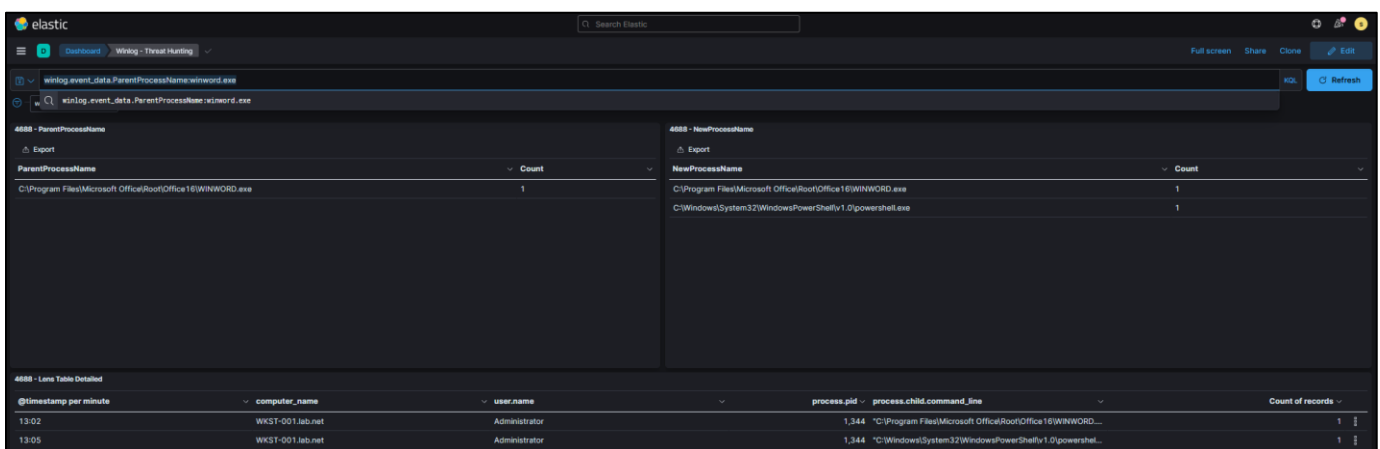 elastic
Search Elastic
D Dashboard Winlog - Threat Hunting Full screen Share Clone Edit
winlog.event_data.ParentProcessName:winword.exe KQL Refresh
w winlog.event_data.ParentProcessName:winword.exe
4688 - ParentProcessName
Export
ParentProcessName Count
C:\Program Files\Microsoft Office\Root\Office16\WINWORD.exe 1
4688 - NewProcessName
Export
NewProcessName Count
C:\Program Files\Microsoft Office\Root\Office16\WINWORD.exe 1
C:\Windows\System32\WindowsPowerShell\v1.0\powershell.exe 1
4688 - Lens Table Detailed
@timestamp per minute computer_name user.name process.pid process.child.command_line Count of records
13:02 WKST-001.lab.net Administrator 1,344 "C:\Program Files\Microsoft Office\Root\Office16\WINWORD.... 1
13:05 WKST-001.lab.net Administrator 1,344 "C:\Windows\System32\WindowsPowerShell\v1.0\powershel... 1